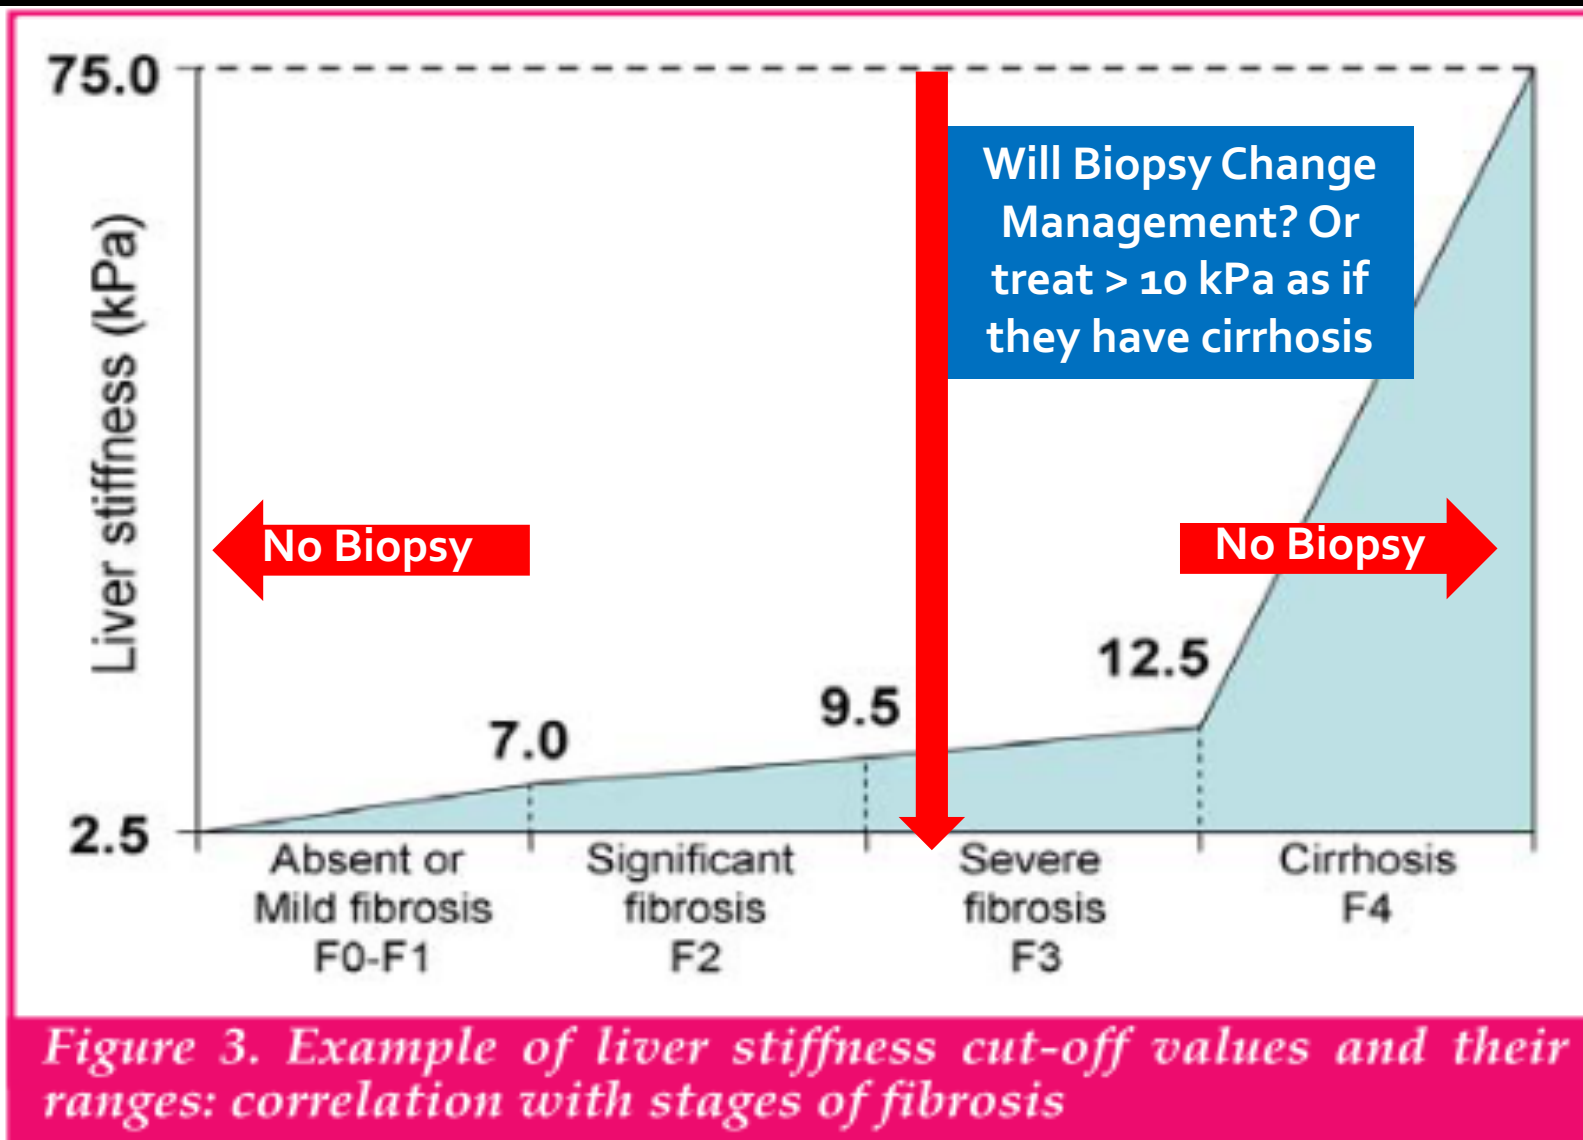 75.0
Liver stiffness (kPa)
2.5
Will Biopsy Change
Management? Or
treat > 10 kPa as if
they have cirrhosis
No Biopsy
No Biopsy
7.0
9.5
12.5
Absent or
Mild fibrosis
F0-F1
Significant
fibrosis
F2
Severe
fibrosis
F3
Cirrhosis
F4
Figure 3. Example of liver stiffness cut-off values and their
ranges: correlation with stages of fibrosis